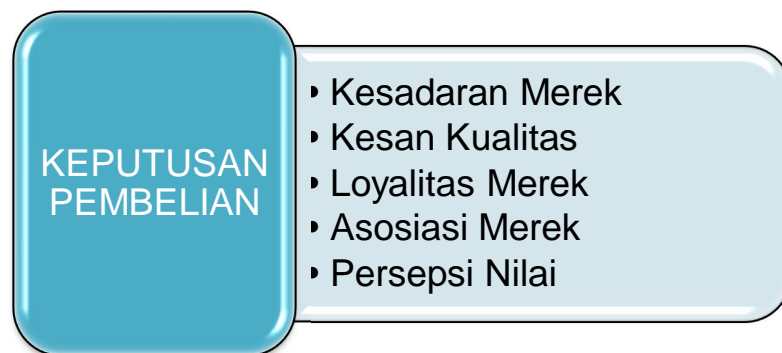 KEPUTUSAN
PEMBELIAN
• Kesadaran Merek
• Kesan Kualitas
• Loyalitas Merek
• Asosiasi Merek
• Persepsi Nilai